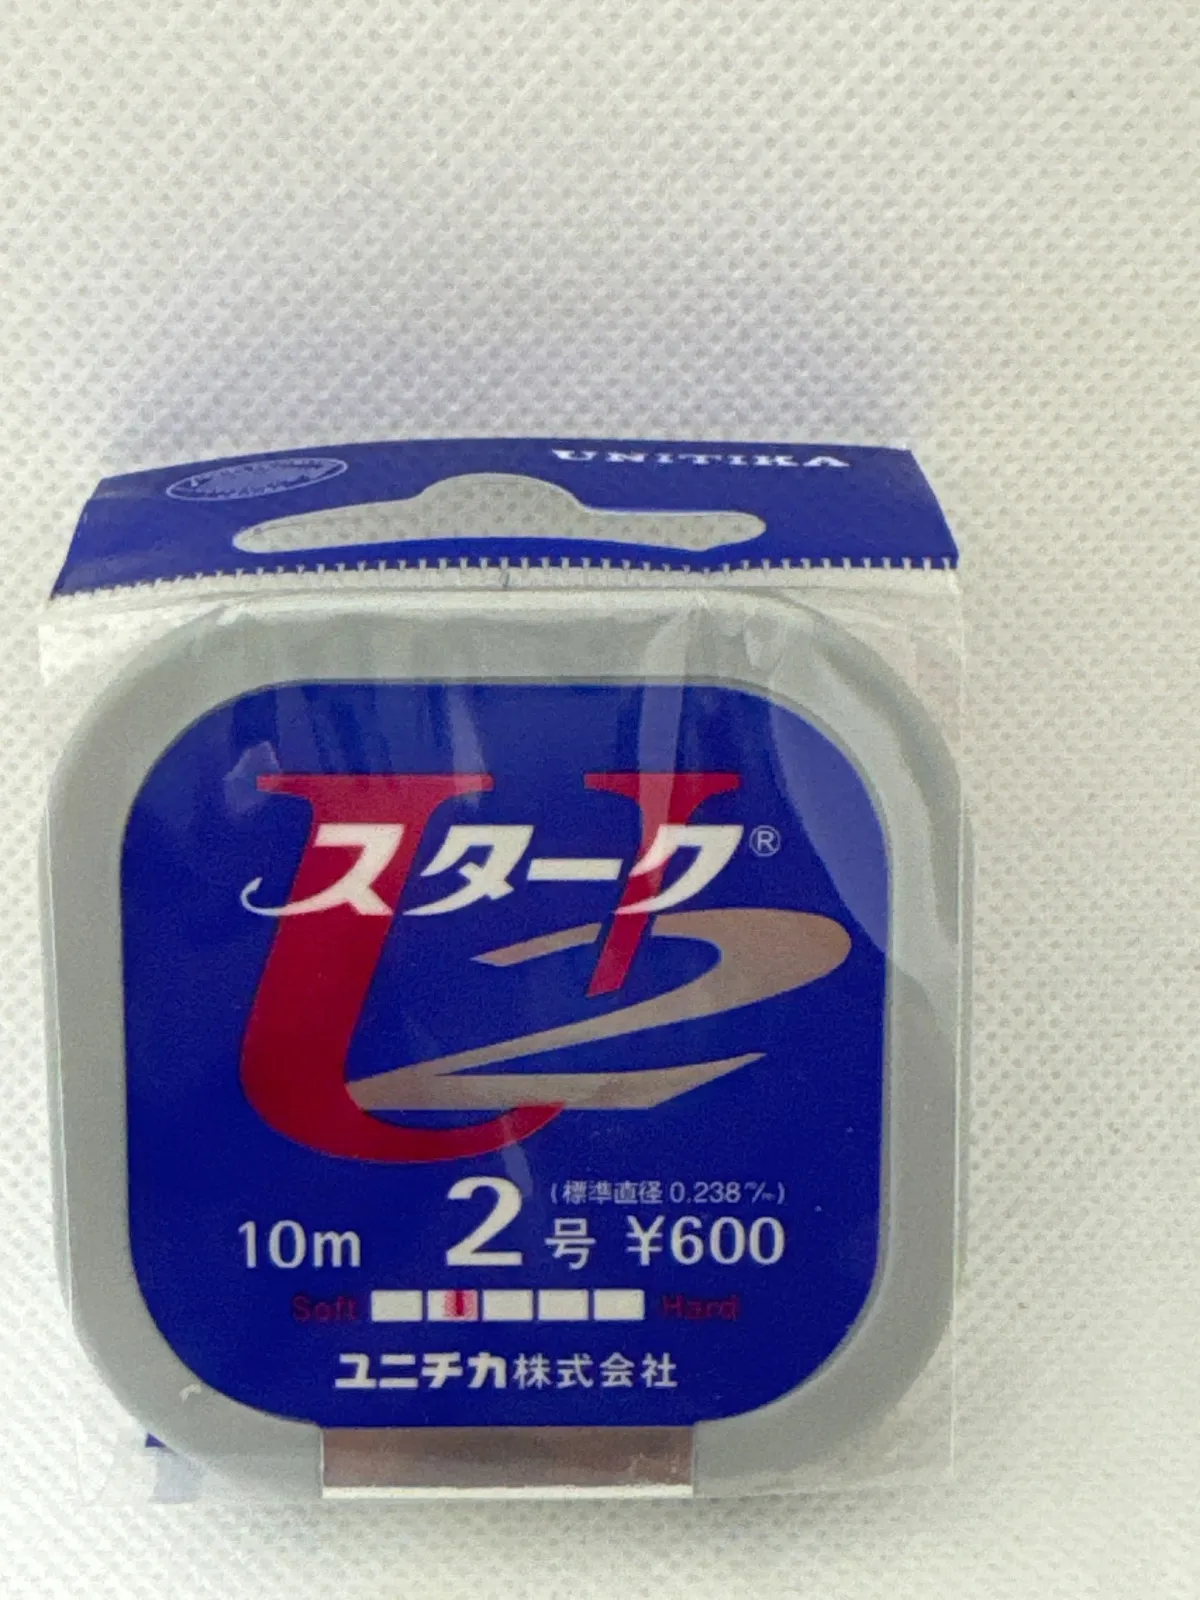 UNITIKA
U2
スターク®
(標準直径 0.238㎜)
10m 2号 ¥600
Soft Hard
ユニチカ株式会社